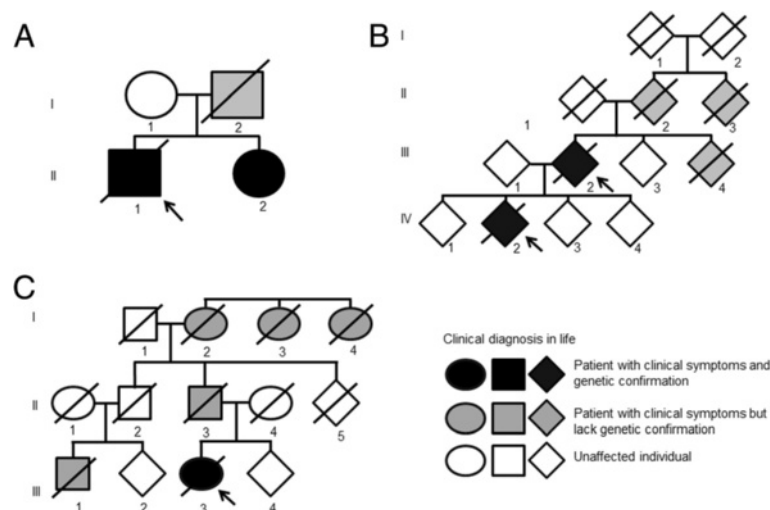 A
I
1
2
II
1
2
B
I
1
2
II
1
2
3
III
1
2
3
4
IV
1
2
3
4
C
I
1
2
3
4
II
1
2
3
4
5
III
1
2
3
4
Clinical diagnosis in life
Patient with clinical symptoms and
genetic confirmation
Patient with clinical symptoms but
lack genetic confirmation
Unaffected individual